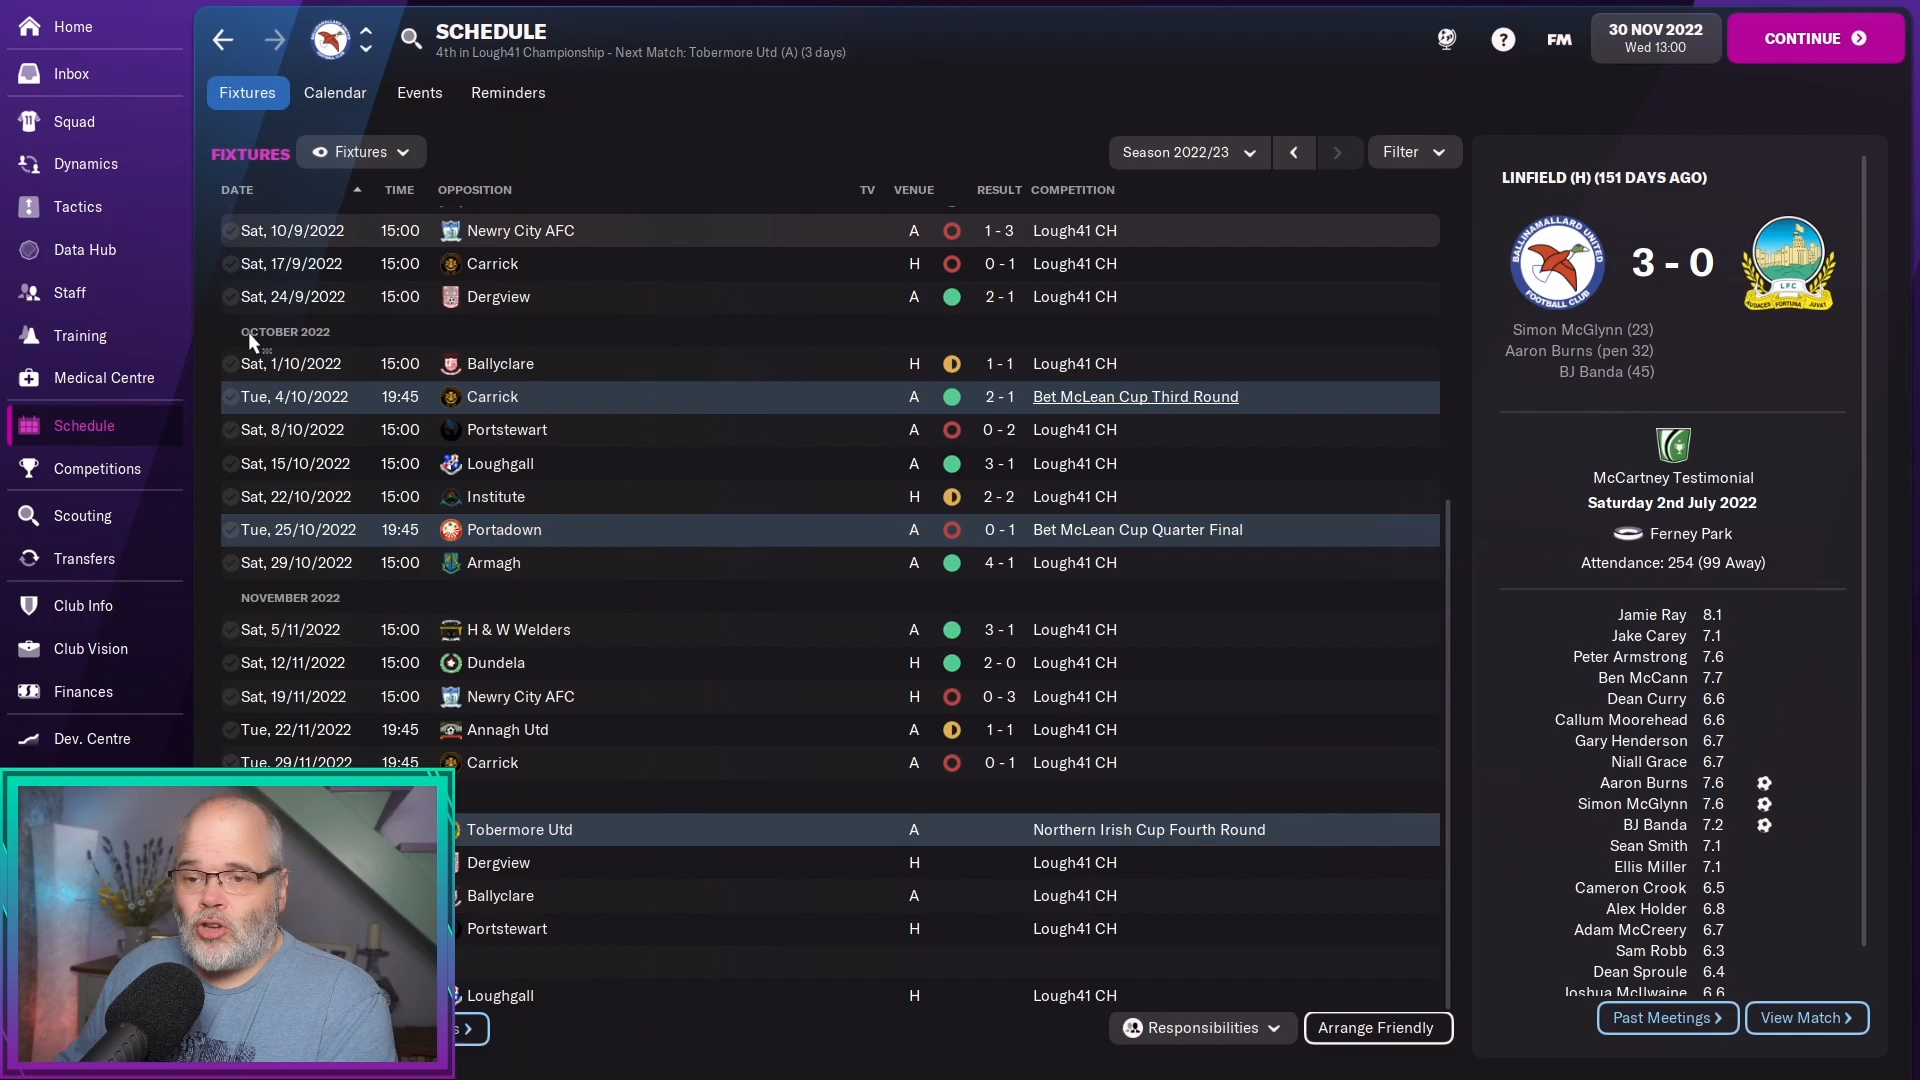 Home
Inbox
Squad
Dynamics
Tactics
Data Hub
Staff
Training
Medical Centre
Schedule
Competitions
Scouting
Transfers
Club Info
Club Vision
Finances
Dev. Centre
SCHEDULE
4th in Lough41 Championship - Next Match: Tobermore Utd (A) (3 days)
?
FM
30 NOV 2022
Wed 13:00
CONTINUE
Fixtures Calendar Events Reminders
FIXTURES Fixtures Season 2022/23 Filter
DATE TIME OPPOSITION TV VENUE RESULT COMPETITION
Sat, 10/9/2022 15:00 Newry City AFC A 1 - 3 Lough41 CH
Sat, 17/9/2022 15:00 Carrick H 0 - 1 Lough41 CH
Sat, 24/9/2022 15:00 Dergview A 2 - 1 Lough41 CH
OCTOBER 2022
Sat, 1/10/2022 15:00 Ballyclare H 1 - 1 Lough41 CH
Tue, 4/10/2022 19:45 Carrick A 2 - 1 Bet McLean Cup Third Round
Sat, 8/10/2022 15:00 Portstewart A 0 - 2 Lough41 CH
Sat, 15/10/2022 15:00 Loughgall A 3 - 1 Lough41 CH
Sat, 22/10/2022 15:00 Institute H 2 - 2 Lough41 CH
Tue, 25/10/2022 19:45 Portadown A 0 - 1 Bet McLean Cup Quarter Final
Sat, 29/10/2022 15:00 Armagh A 4 - 1 Lough41 CH
NOVEMBER 2022
Sat, 5/11/2022 15:00 H & W Welders A 3 - 1 Lough41 CH
Sat, 12/11/2022 15:00 Dundela H 2 - 0 Lough41 CH
Sat, 19/11/2022 15:00 Newry City AFC H 0 - 3 Lough41 CH
Tue, 22/11/2022 19:45 Annagh Utd A 1 - 1 Lough41 CH
Tue, 29/11/2022 19:45 Carrick A 0 - 1 Lough41 CH
Tobermore Utd A Northern Irish Cup Fourth Round
Dergview H Lough41 CH
Ballyclare A Lough41 CH
Portstewart H Lough41 CH
Loughgall H Lough41 CH
s
Responsibilities Arrange Friendly
LINFIELD (H) (151 DAYS AGO)
BALLINAMALLARD UNITED
FOOTBALL CLUB
3 - 0
LFC
AUDACES FORTUNA JUVAT
Simon McGlynn (23)
Aaron Burns (pen 32)
BJ Banda (45)
McCartney Testimonial
Saturday 2nd July 2022
Ferney Park
Attendance: 254 (99 Away)
Jamie Ray 8.1
Jake Carey 7.1
Peter Armstrong 7.6
Ben McCann 7.7
Dean Curry 6.6
Callum Moorehead 6.6
Gary Henderson 6.7
Niall Grace 6.7
Aaron Burns 7.6
Simon McGlynn 7.6
BJ Banda 7.2
Sean Smith 7.1
Ellis Miller 7.1
Cameron Crook 6.5
Alex Holder 6.8
Adam McCreery 6.7
Sam Robb 6.3
Dean Sproule 6.4
Joshua McIlwaine 6.6
Past Meetings View Match